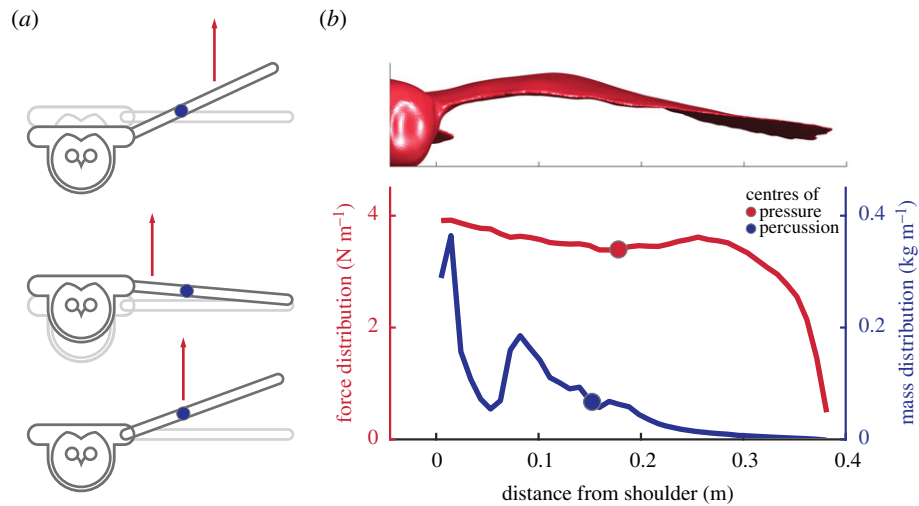 (a)
(b)
centres of
pressure
percussion
force distribution (N m⁻¹)
4
2
0
mass distribution (kg m⁻¹)
0.4
0.2
0
0
0.1
0.2
0.3
0.4
distance from shoulder (m)